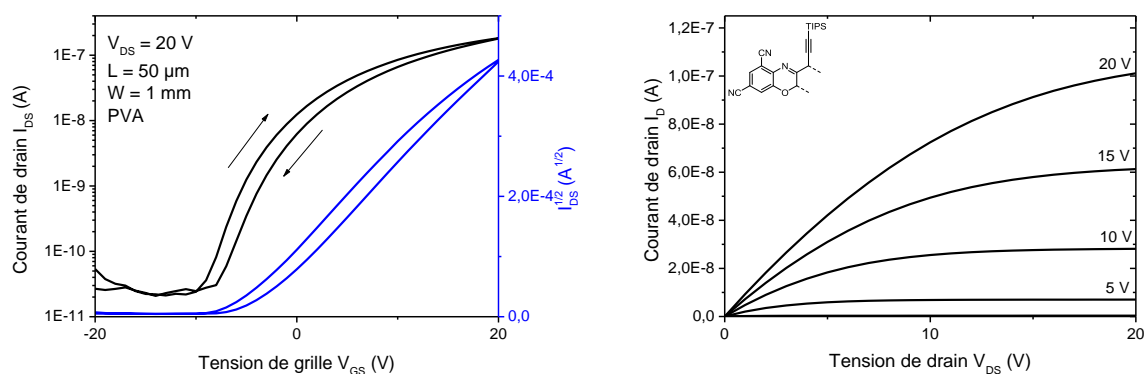 1E-7
1E-8
1E-9
1E-10
1E-11
Courant de drain I_DS (A)
V_DS = 20 V
L = 50 µm
W = 1 mm
PVA
4,0E-4
2,0E-4
0,0
I_DS^1/2 (A^1/2)
-20 0 20
Tension de grille V_GS (V)
1,2E-7
1,0E-7
8,0E-8
6,0E-8
4,0E-8
2,0E-8
0,0
Courant de drain I_D (A)
TIPS
CN
N
CN
O
20 V
15 V
10 V
5 V
0 10 20
Tension de drain V_DS (V)